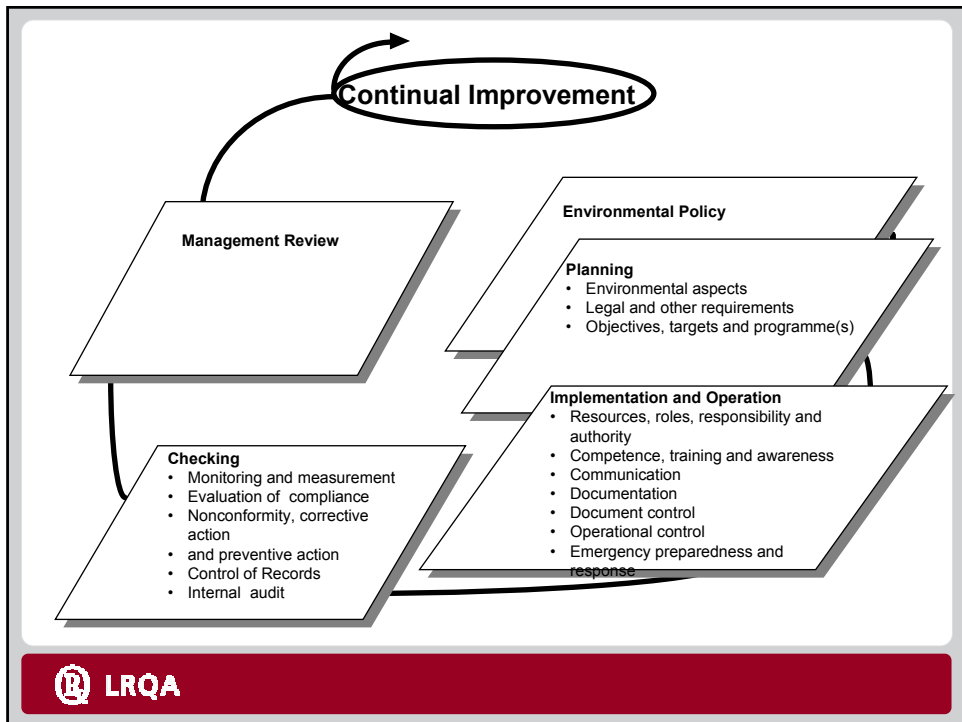 Continual Improvement
Management Review
Environmental Policy
Planning
• Environmental aspects
• Legal and other requirements
• Objectives, targets and programme(s)
Implementation and Operation
• Resources, roles, responsibility and
authority
• Competence, training and awareness
• Communication
• Documentation
• Document control
• Operational control
• Emergency preparedness and
response
Checking
• Monitoring and measurement
• Evaluation of compliance
• Nonconformity, corrective
action
• and preventive action
• Control of Records
• Internal audit
LRQA